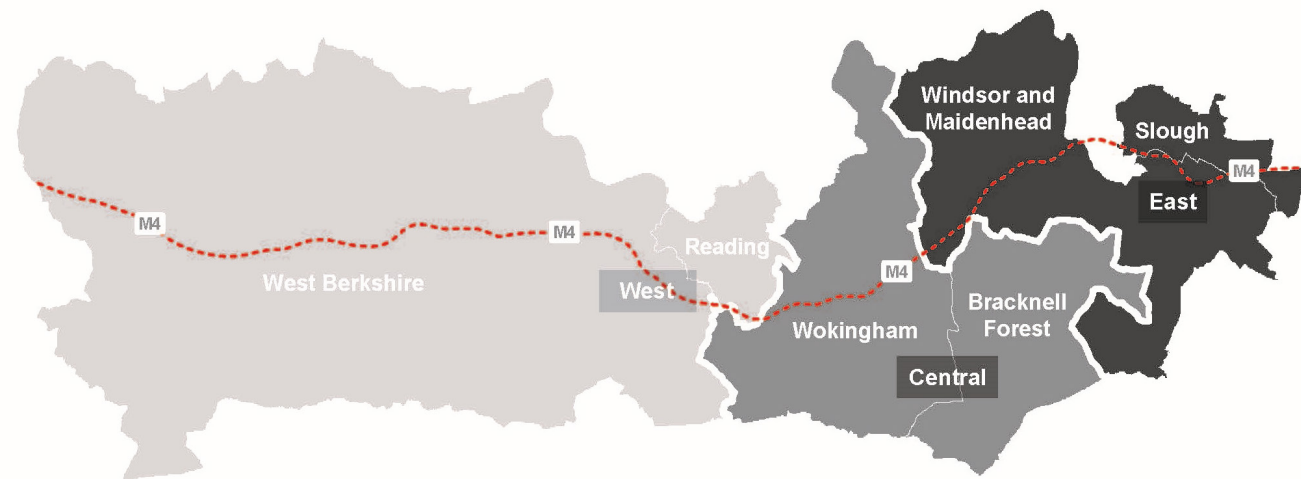 Windsor and
Maidenhead
Slough
M4
East
M4
M4
Reading
West Berkshire
West
M4
Bracknell
Forest
Wokingham
Central